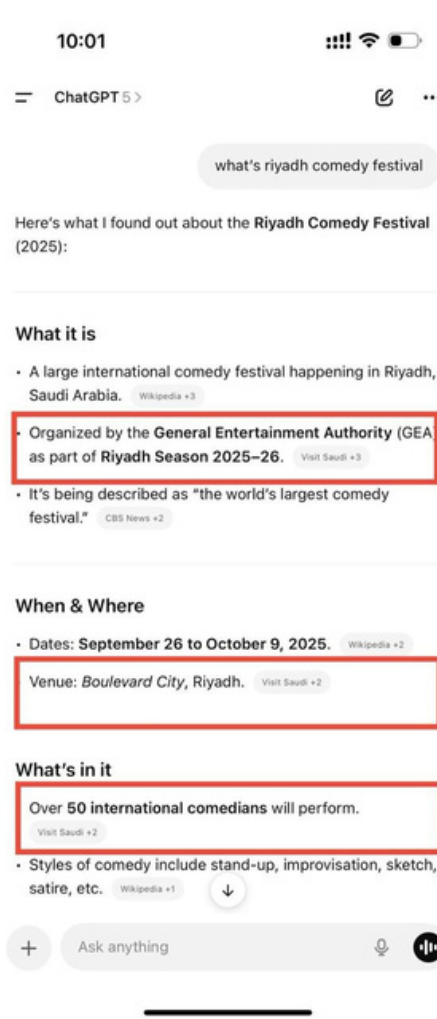 10:01
ChatGPT 5 >
what's riyadh comedy festival
Here's what I found out about the Riyadh Comedy Festival
(2025):
What it is
• A large international comedy festival happening in Riyadh,
Saudi Arabia. Wikipedia +3
• Organized by the General Entertainment Authority (GEA)
as part of Riyadh Season 2025–26. Visit Saudi +3
• It's being described as "the world's largest comedy
festival." CBS News +2
When & Where
• Dates: September 26 to October 9, 2025. Wikipedia +2
Venue: Boulevard City, Riyadh. Visit Saudi +2
What's in it
Over 50 international comedians will perform.
Visit Saudi +2
• Styles of comedy include stand-up, improvisation, sketch,
satire, etc. Wikipedia +1
Ask anything